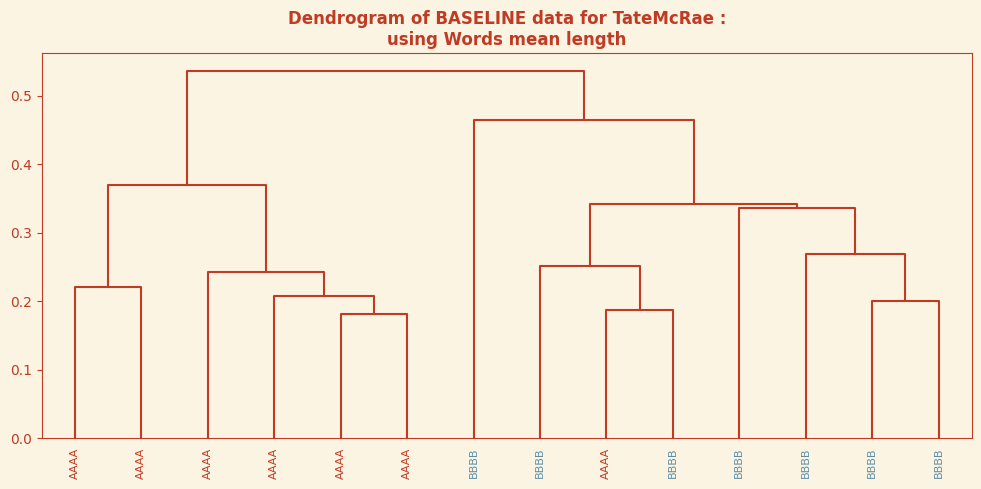 Dendrogram of BASELINE data for TateMcRae :
using Words mean length
0.5
0.4
0.3
0.2
0.1
0.0
AAAA AAAA AAAA AAAA AAAA AAAA BBBB BBBB AAAA BBBB BBBB BBBB BBBB BBBB